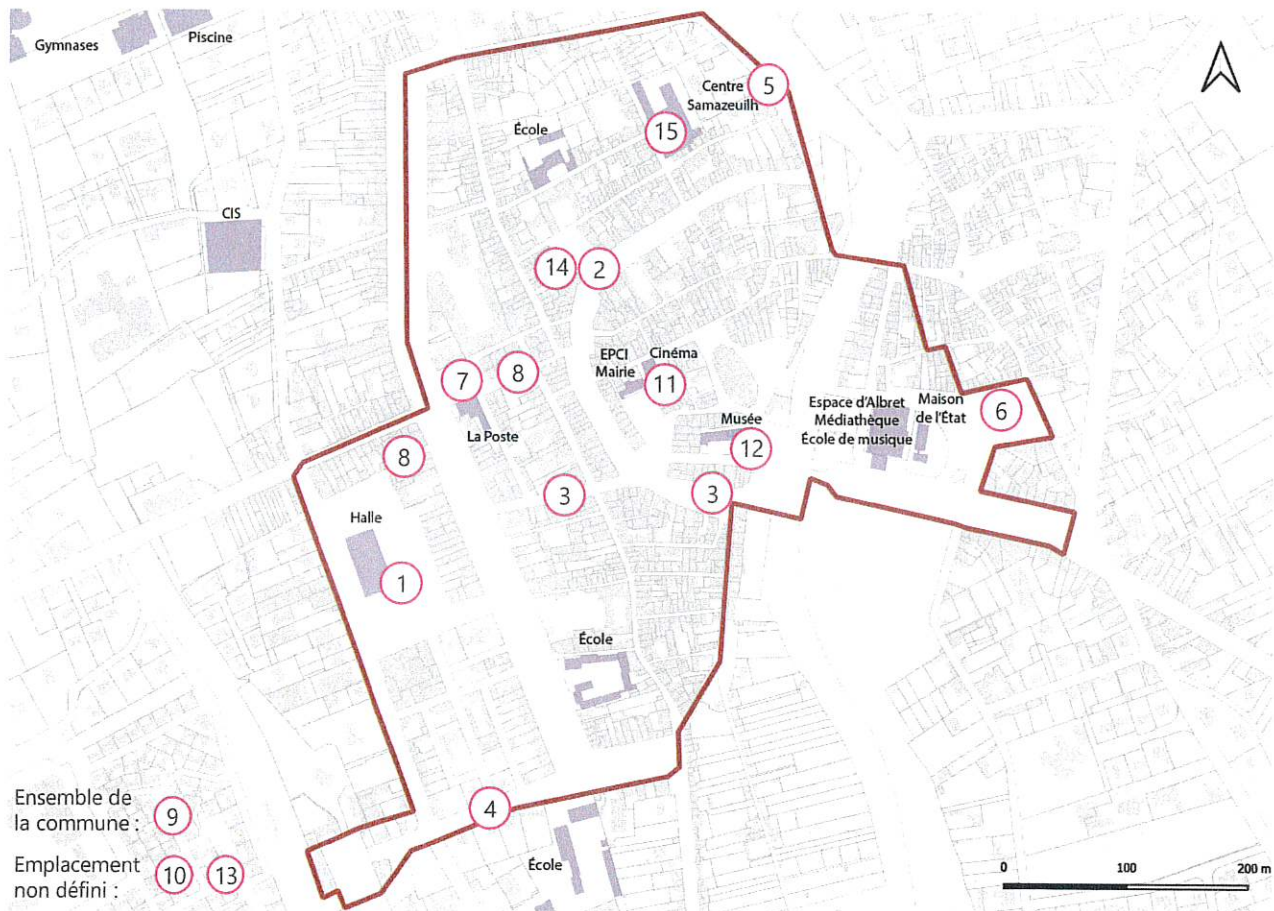 Gymnases
Piscine
Centre
Samazeuilh
5
École
15
CIS
14
2
EPCI
Mairie
Cinéma
11
7
8
La Poste
Espace d'Albret
Médiathèque
École de musique
Maison
de l'État
6
Musée
12
8
3
3
Halle
1
École
4
École
Ensemble de
la commune : 9
Emplacement
non défini : 10 13
0 100 200 m